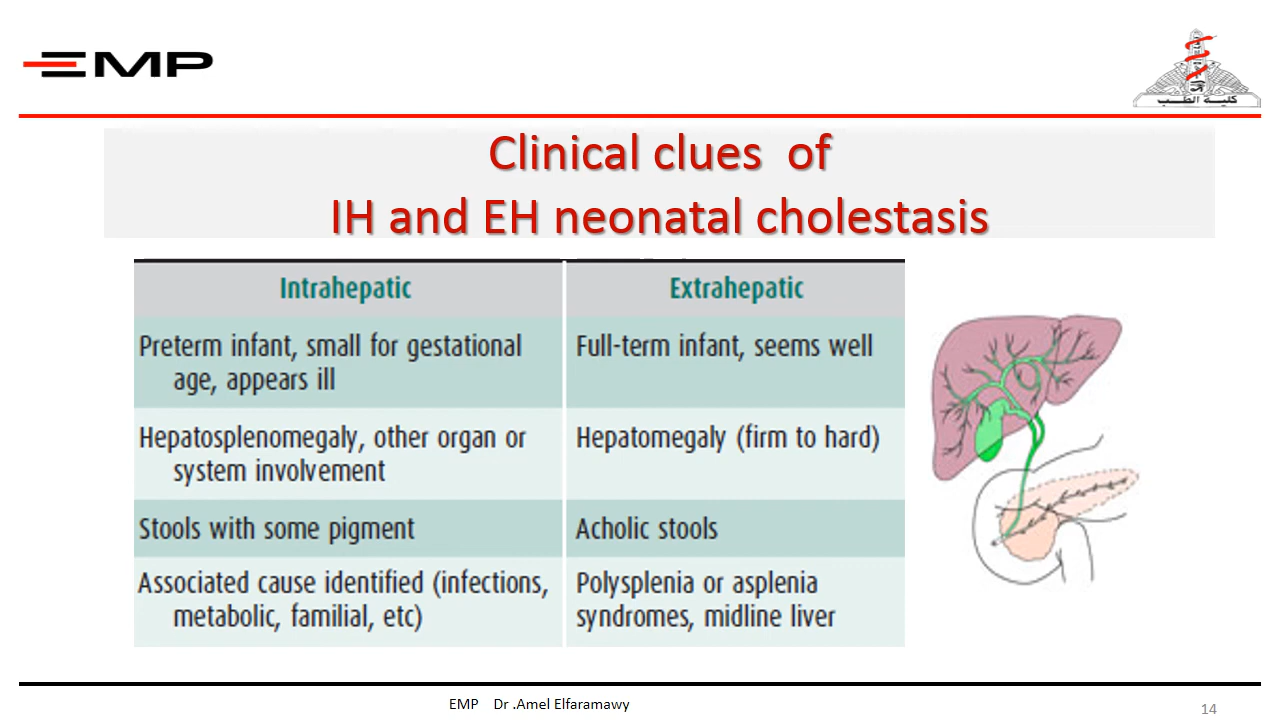 EMP
كلية الطب
Clinical clues of
IH and EH neonatal cholestasis
Intrahepatic
Extrahepatic
Preterm infant, small for gestational
age, appears ill
Full-term infant, seems well
Hepatosplenomegaly, other organ or
system involvement
Hepatomegaly (firm to hard)
Stools with some pigment
Acholic stools
Associated cause identified (infections,
metabolic, familial, etc)
Polysplenia or asplenia
syndromes, midline liver
EMP Dr .Amel Elfaramawy
14